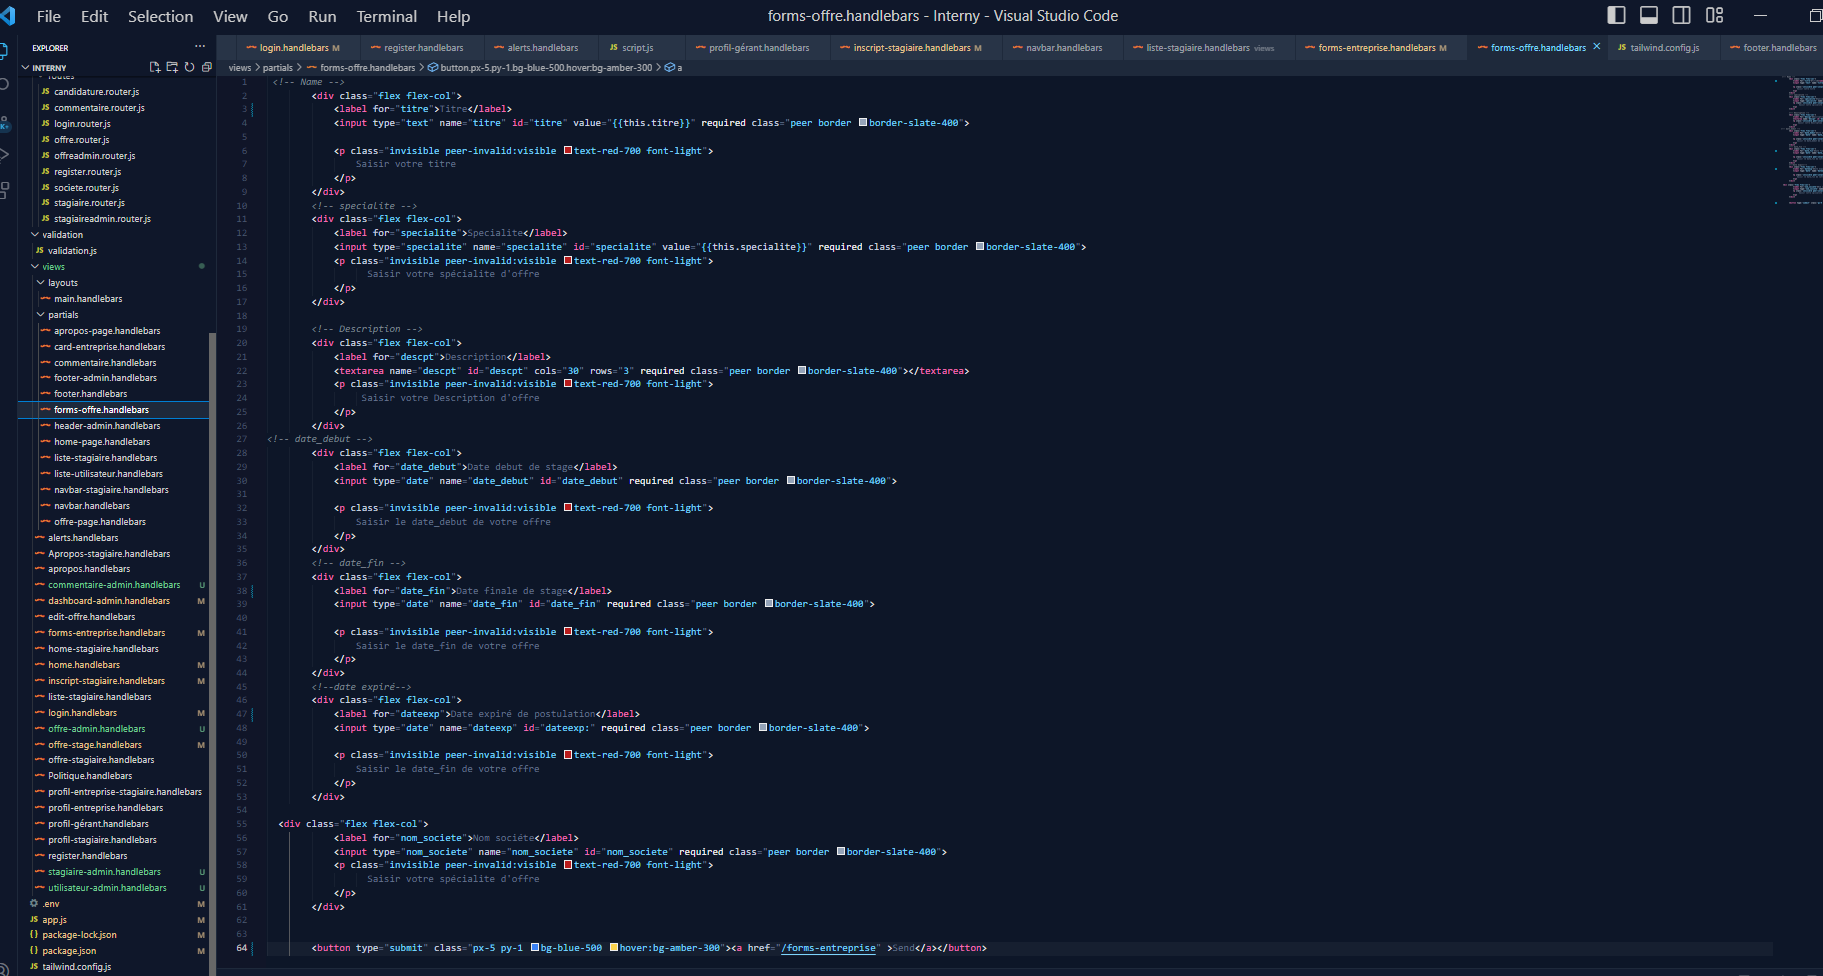 File Edit Selection View Go Run Terminal Help
forms-offre.handlebars - Interny - Visual Studio Code
EXPLORER ...
INTERNY
routes
JS candidature.router.js
JS commentaire.router.js
JS login.router.js
JS offre.router.js
JS offreadmin.router.js
JS register.router.js
JS societe.router.js
JS stagiaire.router.js
JS stagiaireadmin.router.js
validation
JS validation.js
views
layouts
main.handlebars
partials
apropos-page.handlebars
card-entreprise.handlebars
commentaire.handlebars
footer-admin.handlebars
footer.handlebars
forms-offre.handlebars
header-admin.handlebars
home-page.handlebars
liste-stagiaire.handlebars
liste-utilisateur.handlebars
navbar-stagiaire.handlebars
navbar.handlebars
offre-page.handlebars
alerts.handlebars
Apropos-stagiaire.handlebars
apropos.handlebars
commentaire-admin.handlebars U
dashboard-admin.handlebars M
edit-offre.handlebars
forms-entreprise.handlebars M
home-stagiaire.handlebars
home.handlebars M
inscript-stagiaire.handlebars M
liste-stagiaire.handlebars
login.handlebars M
offre-admin.handlebars U
offre-stage.handlebars M
offre-stagiaire.handlebars
Politique.handlebars
profil-entreprise-stagiaire.handlebars
profil-entreprise.handlebars
profil-gérant.handlebars
profil-stagiaire.handlebars
register.handlebars
stagiaire-admin.handlebars U
utilisateur-admin.handlebars U
.env M
JS app.js M
{} package-lock.json M
{} package.json M
JS tailwind.config.js
login.handlebars M register.handlebars alerts.handlebars JS script.js profil-gérant.handlebars inscript-stagiaire.handlebars M navbar.handlebars liste-stagiaire.handlebars views forms-entreprise.handlebars M forms-offre.handlebars × JS tailwind.config.js footer.handlebars
views > partials > forms-offre.handlebars > button.px-5.py-1.bg-blue-500.hover:bg-amber-300 > a
1 <!-- Name -->
2 <div class="flex flex-col">
3 <label for="titre">Titre</label>
4 <input type="text" name="titre" id="titre" value="{{this.titre}}" required class="peer border border-slate-400">
5
6 <p class="invisible peer-invalid:visible text-red-700 font-light">
7 Saisir votre titre
8 </p>
9 </div>
10 <!-- specialite -->
11 <div class="flex flex-col">
12 <label for="specialite">Specialite</label>
13 <input type="specialite" name="specialite" id="specialite" value="{{this.specialite}}" required class="peer border border-slate-400">
14 <p class="invisible peer-invalid:visible text-red-700 font-light">
15 Saisir votre spécialite d'offre
16 </p>
17 </div>
18
19 <!-- Description -->
20 <div class="flex flex-col">
21 <label for="descpt">Description</label>
22 <textarea name="descpt" id="descpt" cols="30" rows="3" required class="peer border border-slate-400"></textarea>
23 <p class="invisible peer-invalid:visible text-red-700 font-light">
24 Saisir votre Description d'offre
25 </p>
26 </div>
27 <!-- date_debut -->
28 <div class="flex flex-col">
29 <label for="date_debut">Date debut de stage</label>
30 <input type="date" name="date_debut" id="date_debut" required class="peer border border-slate-400">
31
32 <p class="invisible peer-invalid:visible text-red-700 font-light">
33 Saisir le date_debut de votre offre
34 </p>
35 </div>
36 <!-- date_fin -->
37 <div class="flex flex-col">
38 <label for="date_fin">Date finale de stage</label>
39 <input type="date" name="date_fin" id="date_fin" required class="peer border border-slate-400">
40
41 <p class="invisible peer-invalid:visible text-red-700 font-light">
42 Saisir le date_fin de votre offre
43 </p>
44 </div>
45 <!--date expiré-->
46 <div class="flex flex-col">
47 <label for="dateexp">Date expiré de postulation</label>
48 <input type="date" name="dateexp" id="dateexp:" required class="peer border border-slate-400">
49
50 <p class="invisible peer-invalid:visible text-red-700 font-light">
51 Saisir le date_fin de votre offre
52 </p>
53 </div>
54
55 <div class="flex flex-col">
56 <label for="nom_societe">Nom sociéte</label>
57 <input type="nom_societe" name="nom_societe" id="nom_societe" required class="peer border border-slate-400">
58 <p class="invisible peer-invalid:visible text-red-700 font-light">
59 Saisir votre spécialite d'offre
60 </p>
61 </div>
62
63
64 <button type="submit" class="px-5 py-1 bg-blue-500 hover:bg-amber-300"><a href="/forms-entreprise" >Send</a></button>